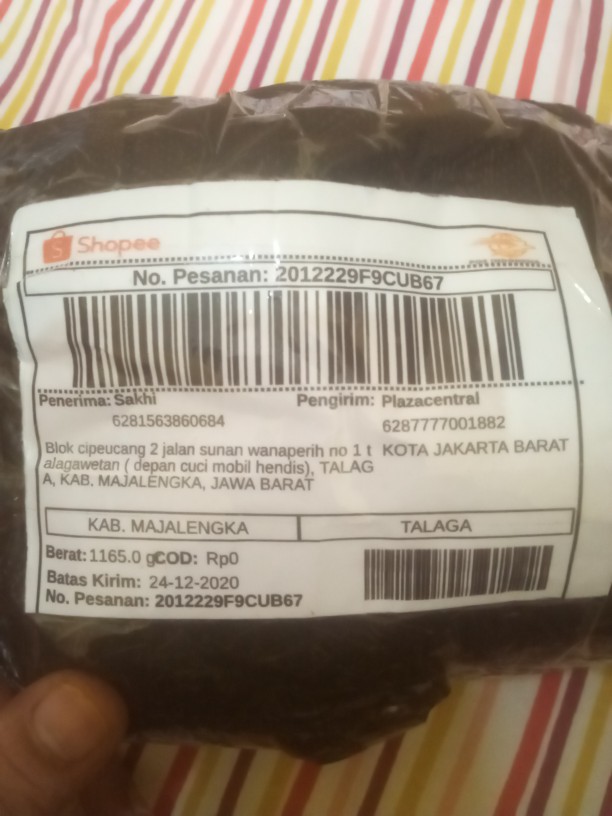 Shopee
No. Pesanan: 2012229F9CUB67
Penerima: Sakhi
6281563860684
Pengirim: Plazacentral
6287777001882
Blok cipeucang 2 jalan sunan wanaperih no 1 t
alagawetan ( depan cuci mobil hendis), TALAG
A, KAB. MAJALENGKA, JAWA BARAT
KOTA JAKARTA BARAT
KAB. MAJALENGKA
TALAGA
Berat: 1165.0 gCOD: Rp0
Batas Kirim: 24-12-2020
No. Pesanan: 2012229F9CUB67